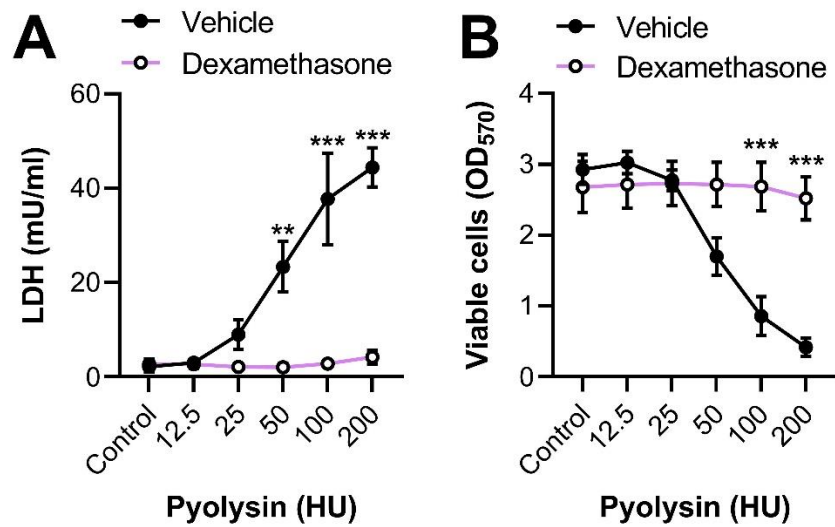 A
Vehicle
Dexamethasone
60
40
20
0
LDH (mU/ml)
**
***
***
Control
12.5
25
50
100
200
Pyolysin (HU)
B
Vehicle
Dexamethasone
4
3
2
1
0
Viable cells (OD570)
***
***
Control
12.5
25
50
100
200
Pyolysin (HU)